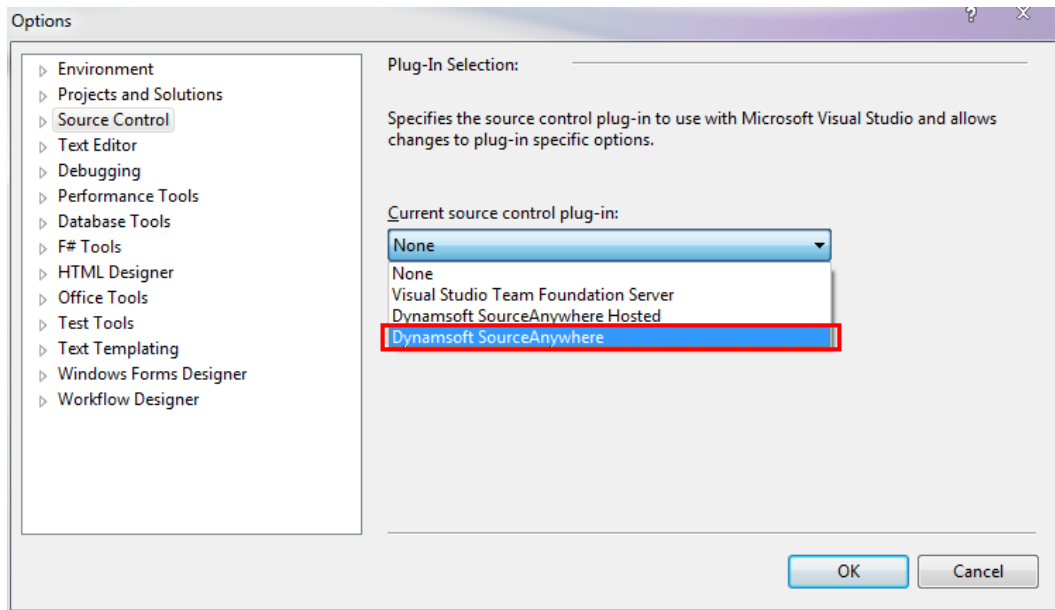 Options
Environment
Projects and Solutions
Source Control
Text Editor
Debugging
Performance Tools
Database Tools
F# Tools
HTML Designer
Office Tools
Test Tools
Text Templating
Windows Forms Designer
Workflow Designer
Plug-In Selection:
Specifies the source control plug-in to use with Microsoft Visual Studio and allows
changes to plug-in specific options.
Current source control plug-in:
None
None
Visual Studio Team Foundation Server
Dynamsoft SourceAnywhere Hosted
Dynamsoft SourceAnywhere
OK
Cancel